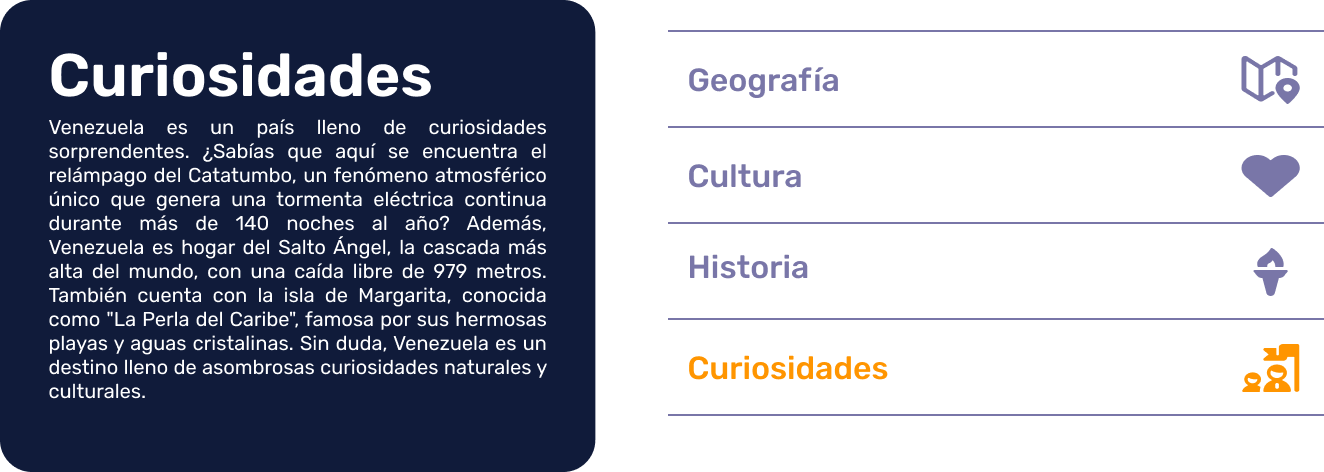 Curiosidades
Venezuela es un país lleno de curiosidades
sorprendentes. ¿Sabías que aquí se encuentra el
relámpago del Catatumbo, un fenómeno atmosférico
único que genera una tormenta eléctrica continua
durante más de 140 noches al año? Además,
Venezuela es hogar del Salto Ángel, la cascada más
alta del mundo, con una caída libre de 979 metros.
También cuenta con la isla de Margarita, conocida
como "La Perla del Caribe", famosa por sus hermosas
playas y aguas cristalinas. Sin duda, Venezuela es un
destino lleno de asombrosas curiosidades naturales y
culturales.
Geografía
Cultura
Historia
Curiosidades